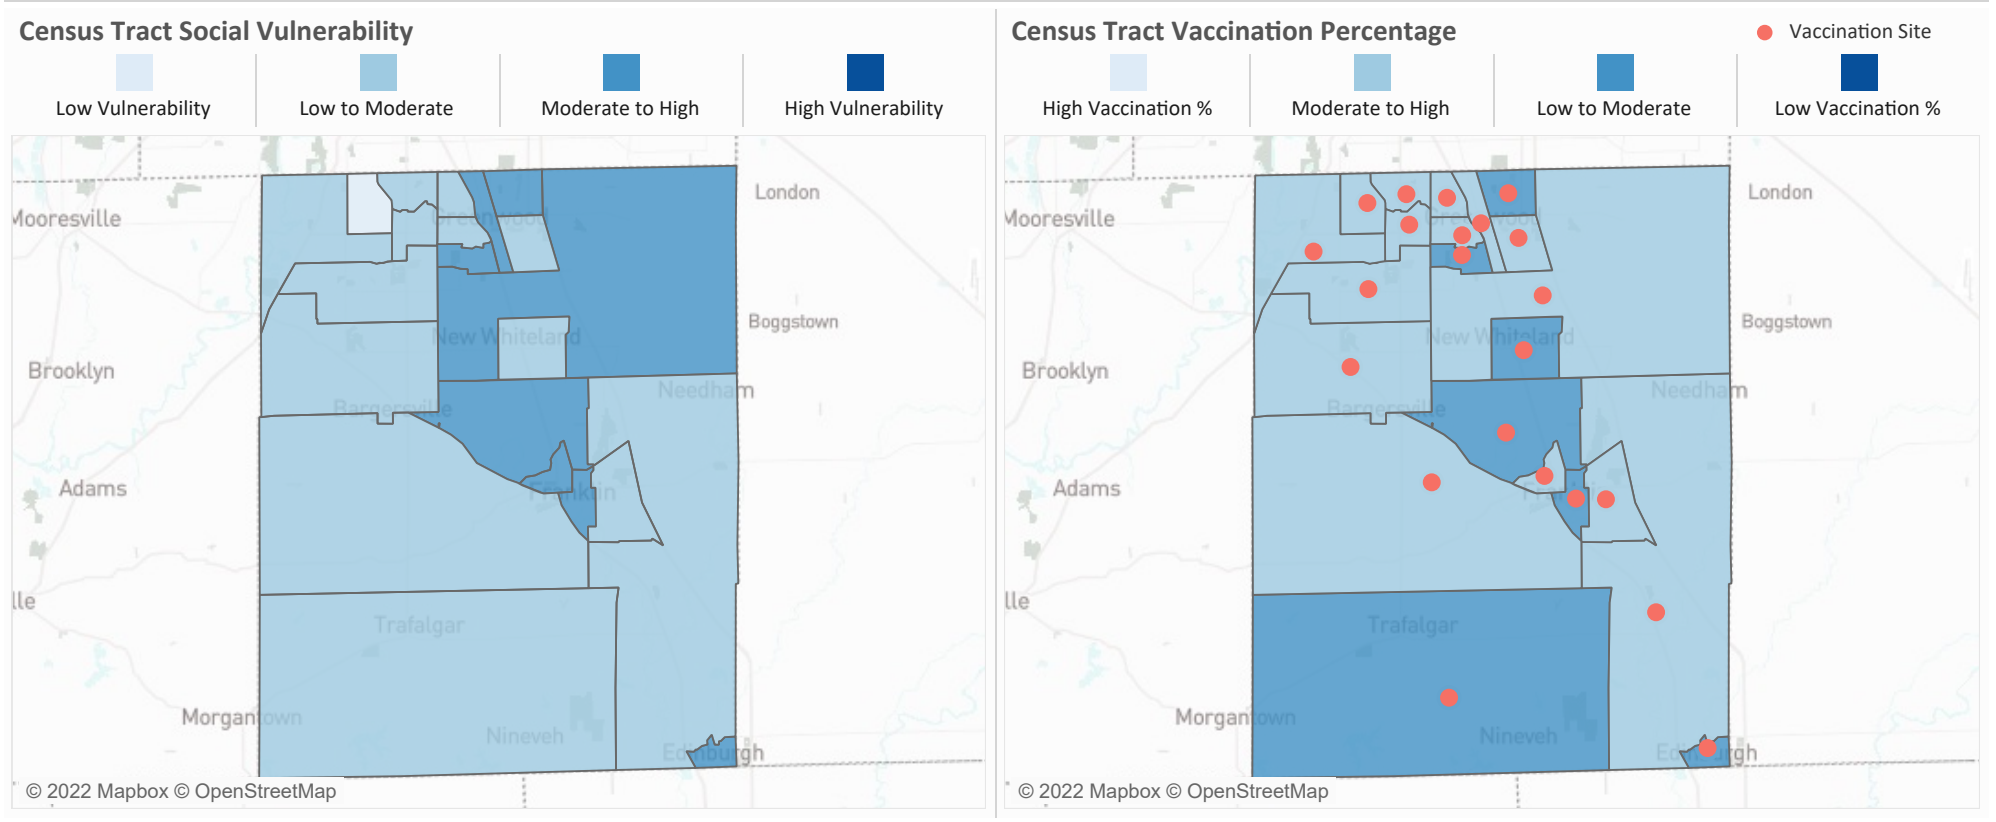 Census Tract Social Vulnerability
Low Vulnerability
Low to Moderate
Moderate to High
High Vulnerability
Mooresville
London
Greenwood
Boggstown
New Whiteland
Brooklyn
Needham
Bargersville
Adams
Franklin
lle
Trafalgar
Morgantown
Nineveh
Edinburgh
© 2022 Mapbox © OpenStreetMap
Census Tract Vaccination Percentage
Vaccination Site
High Vaccination %
Moderate to High
Low to Moderate
Low Vaccination %
Mooresville
London
Greenwood
Boggstown
New Whiteland
Brooklyn
Needham
Bargersville
Adams
Franklin
lle
Trafalgar
Morgantown
Nineveh
Edinburgh
© 2022 Mapbox © OpenStreetMap